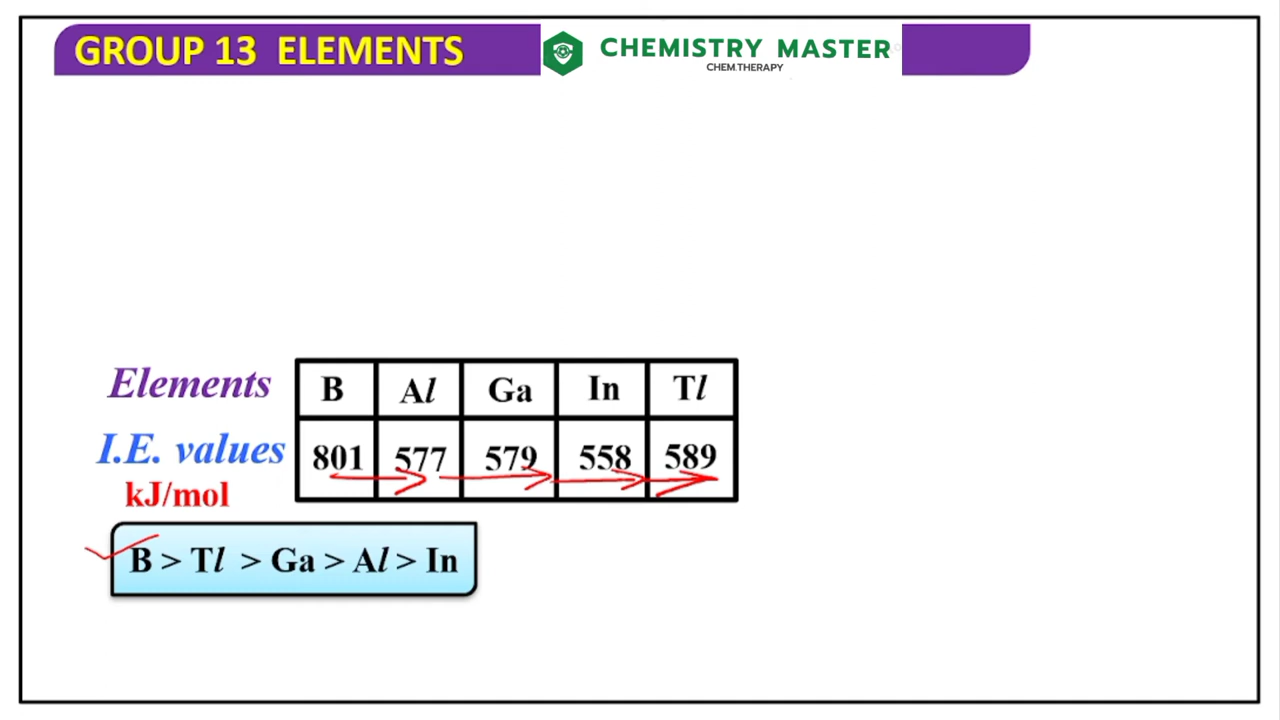 GROUP 13 ELEMENTS
CHEMISTRY MASTER
CHEM.THERAPY
Elements B Al Ga In Tl
I.E. values 801 577 579 558 589
kJ/mol
B > Tl > Ga > Al > In